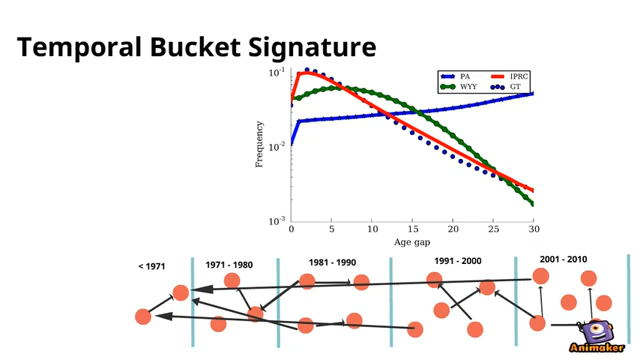 Temporal Bucket Signature
10-1
PA
IPRC
WYY
GT
Frequency
10-2
10-3
0 5 10 15 20 25 30
Age gap
< 1971
1971 - 1980
1981 - 1990
1991 - 2000
2001 - 2010
Animaker